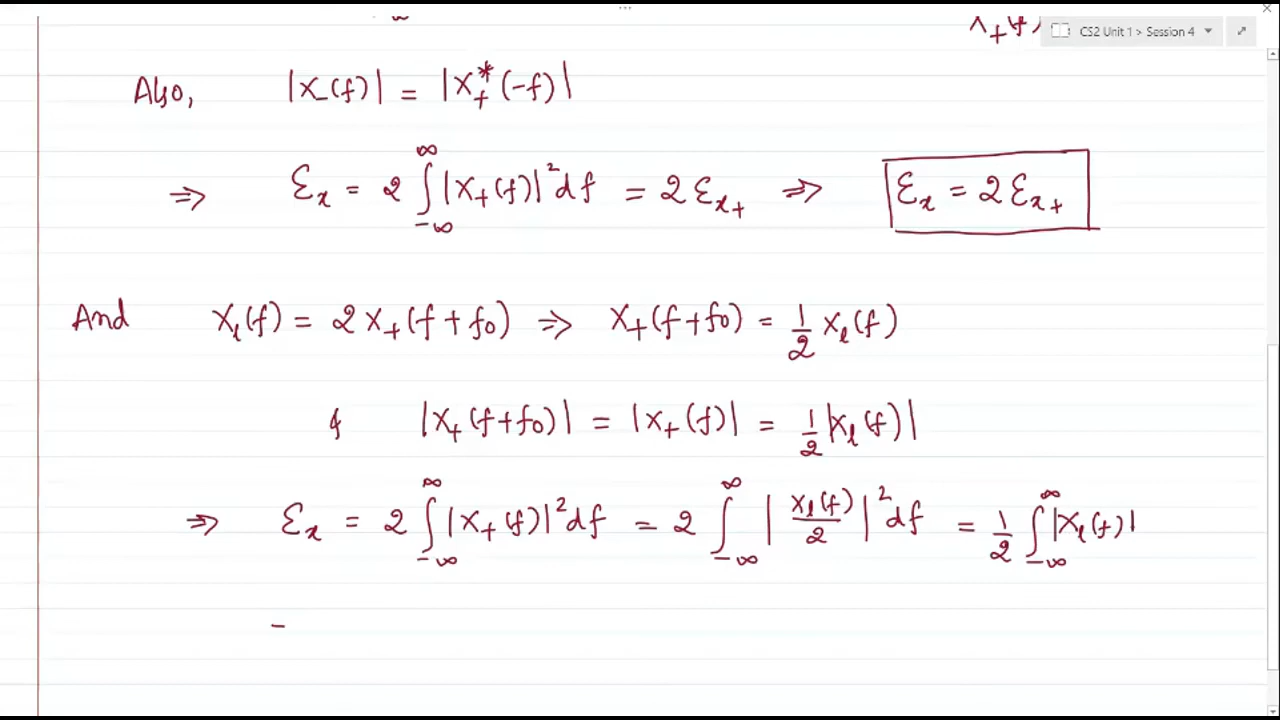 CS2 Unit 1 > Session 4
Also, |X_(f)| = |X₊*(-f)|
⇒ Ɛₓ = 2 ∫_{-∞}^{∞} |X₊(f)|² df = 2 Ɛ_{x₊} ⇒ Ɛₓ = 2 Ɛ_{x₊}
And Xₗ(f) = 2 X₊(f + f₀) ⇒ X₊(f + f₀) = 1/2 Xₗ(f)
& |X₊(f + f₀)| = |X₊(f)| = 1/2 |Xₗ(f)|
⇒ Ɛₓ = 2 ∫_{-∞}^{∞} |X₊(f)|² df = 2 ∫_{-∞}^{∞} |Xₗ(f)/2|² df = 1/2 ∫_{-∞}^{∞} |Xₗ(f)|
-